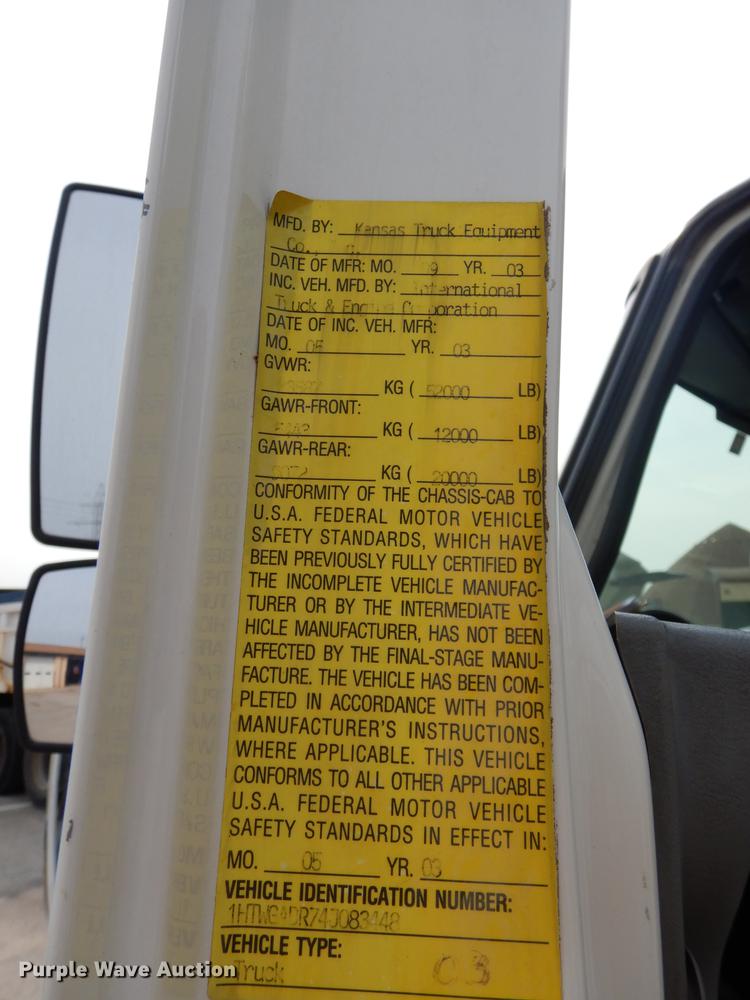 MFD. BY: Kansas Truck Equipment
Co.,
DATE OF MFR: MO. 09 YR. 03
INC. VEH. MFD. BY: International
Truck & Engine Corporation
DATE OF INC. VEH. MFR:
MO. 05 YR. 03
GVWR:
KG ( 52000 LB)
GAWR-FRONT:
KG ( 12000 LB)
GAWR-REAR:
9072 KG ( 20000 LB)
CONFORMITY OF THE CHASSIS-CAB TO
U.S.A. FEDERAL MOTOR VEHICLE
SAFETY STANDARDS, WHICH HAVE
BEEN PREVIOUSLY FULLY CERTIFIED BY
THE INCOMPLETE VEHICLE MANUFAC-
TURER OR BY THE INTERMEDIATE VE-
HICLE MANUFACTURER, HAS NOT BEEN
AFFECTED BY THE FINAL-STAGE MANU-
FACTURE. THE VEHICLE HAS BEEN COM-
PLETED IN ACCORDANCE WITH PRIOR
MANUFACTURER'S INSTRUCTIONS,
WHERE APPLICABLE. THIS VEHICLE
CONFORMS TO ALL OTHER APPLICABLE
U.S.A. FEDERAL MOTOR VEHICLE
SAFETY STANDARDS IN EFFECT IN:
MO. 05 YR. 03
VEHICLE IDENTIFICATION NUMBER:
1HTWGADR74J083448
VEHICLE TYPE:
Truck 03
Purple Wave Auction